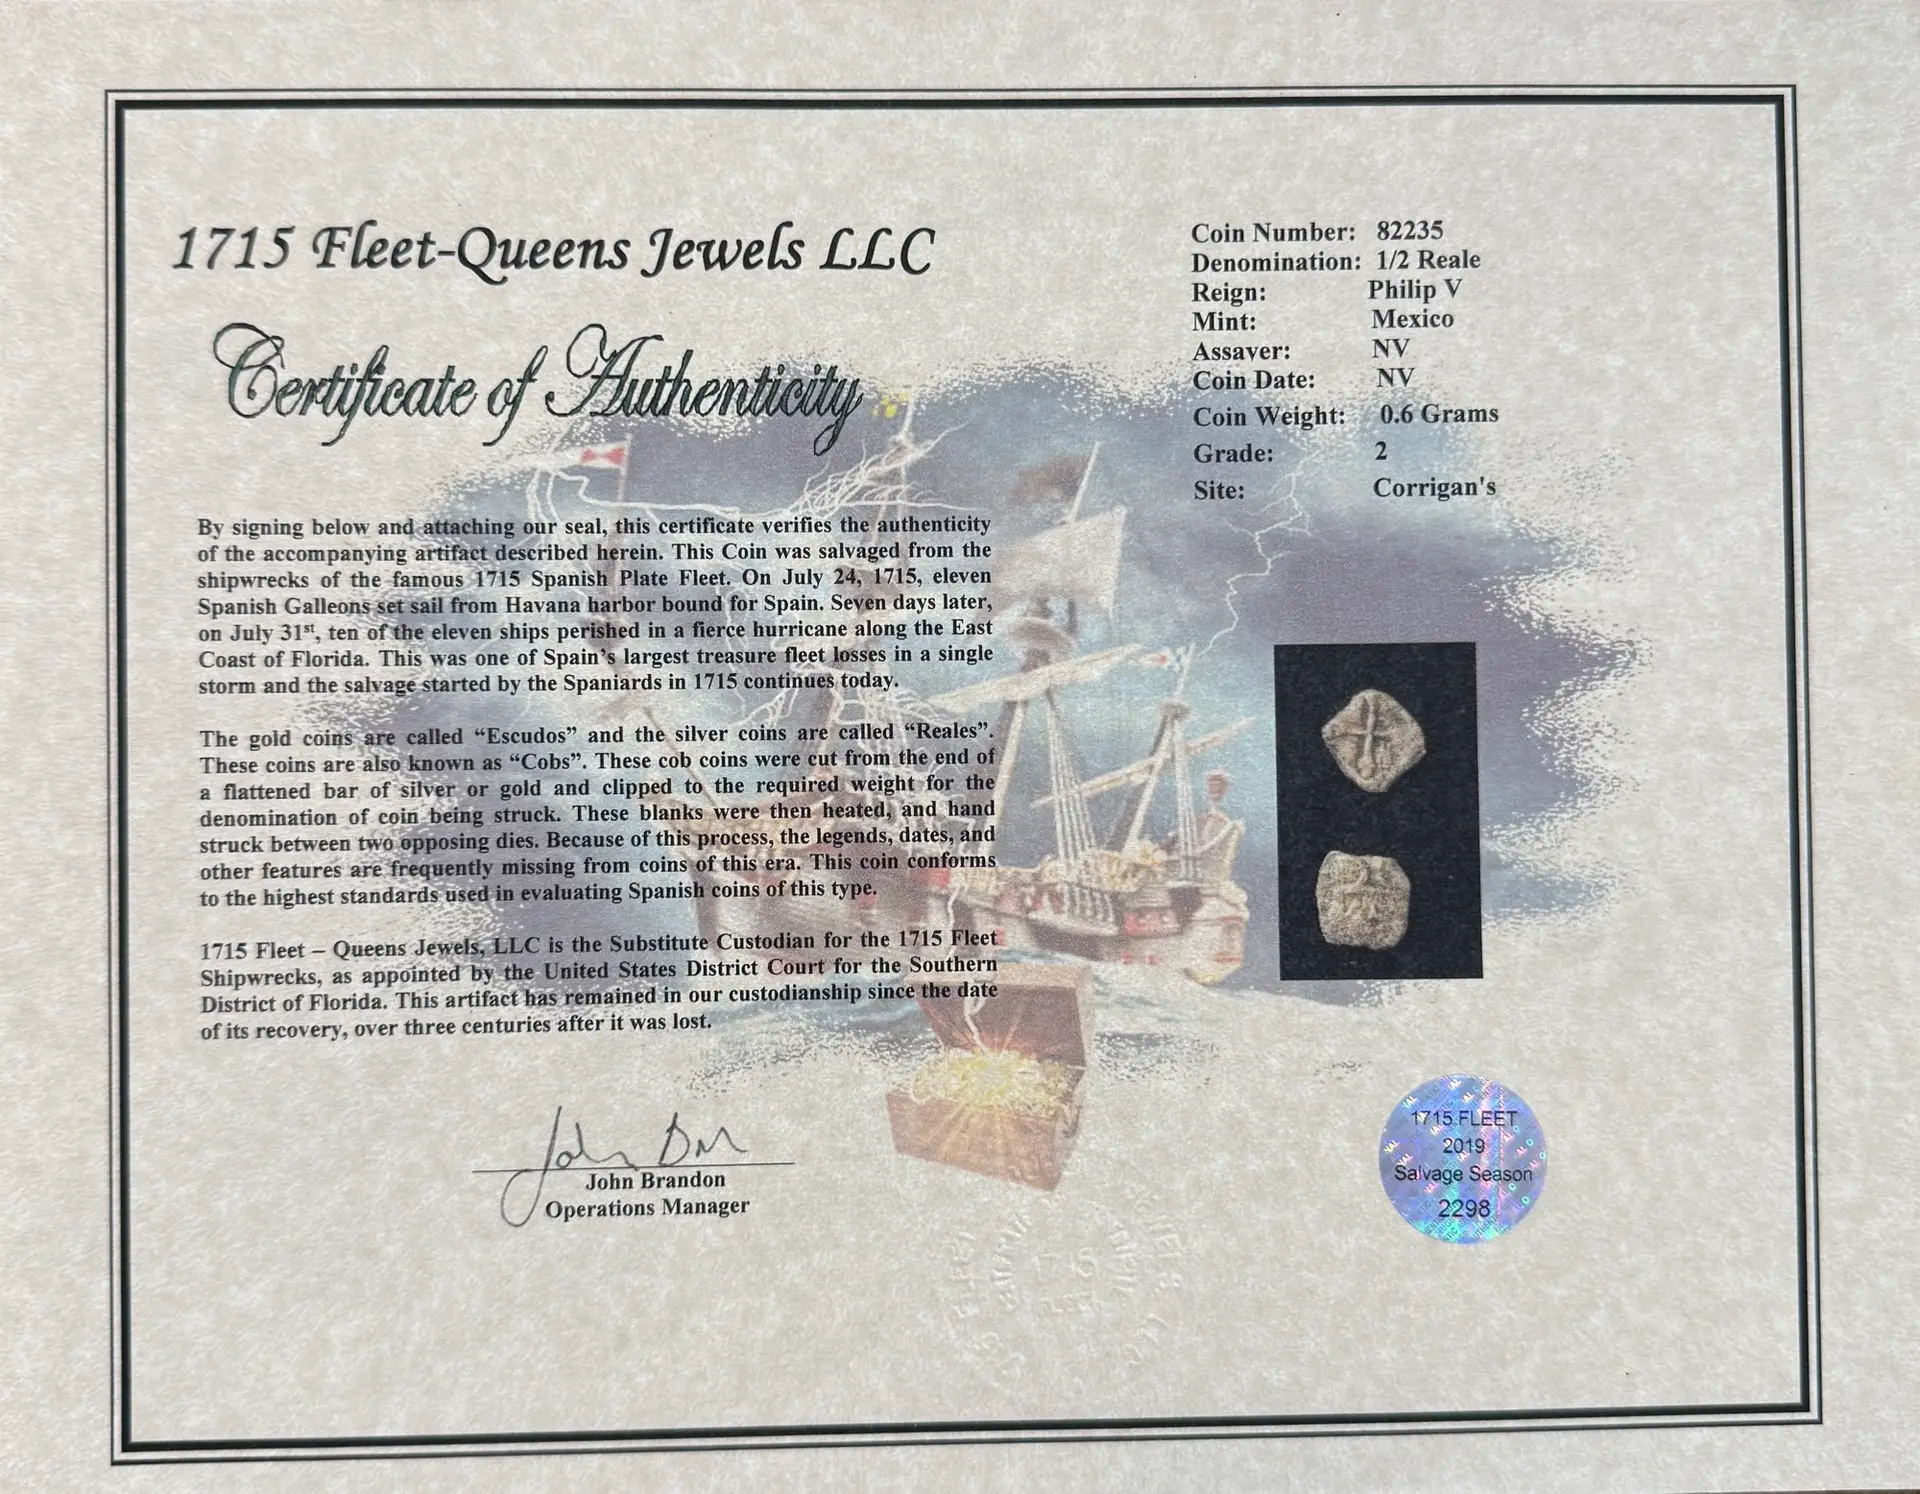 1715 Fleet-Queens Jewels LLC
Certificate of Authenticity
By signing below and attaching our seal, this certificate verifies the authenticity
of the accompanying artifact described herein. This Coin was salvaged from the
shipwrecks of the famous 1715 Spanish Plate Fleet. On July 24, 1715, eleven
Spanish Galleons set sail from Havana harbor bound for Spain. Seven days later,
on July 31st, ten of the eleven ships perished in a fierce hurricane along the East
Coast of Florida. This was one of Spain's largest treasure fleet losses in a single
storm and the salvage started by the Spaniards in 1715 continues today.
The gold coins are called “Escudos” and the silver coins are called “Reales”.
These coins are also known as “Cobs”. These cob coins were cut from the end of
a flattened bar of silver or gold and clipped to the required weight for the
denomination of coin being struck. These blanks were then heated, and hand
struck between two opposing dies. Because of this process, the legends, dates, and
other features are frequently missing from coins of this era. This coin conforms
to the highest standards used in evaluating Spanish coins of this type.
1715 Fleet – Queens Jewels, LLC is the Substitute Custodian for the 1715 Fleet
Shipwrecks, as appointed by the United States District Court for the Southern
District of Florida. This artifact has remained in our custodianship since the date
of its recovery, over three centuries after it was lost.
John Brandon
Operations Manager
Coin Number: 82235
Denomination: 1/2 Reale
Reign: Philip V
Mint: Mexico
Assayer: NV
Coin Date: NV
Coin Weight: 0.6 Grams
Grade: 2
Site: Corrigan's
1715 FLEET
2019
Salvage Season
2298